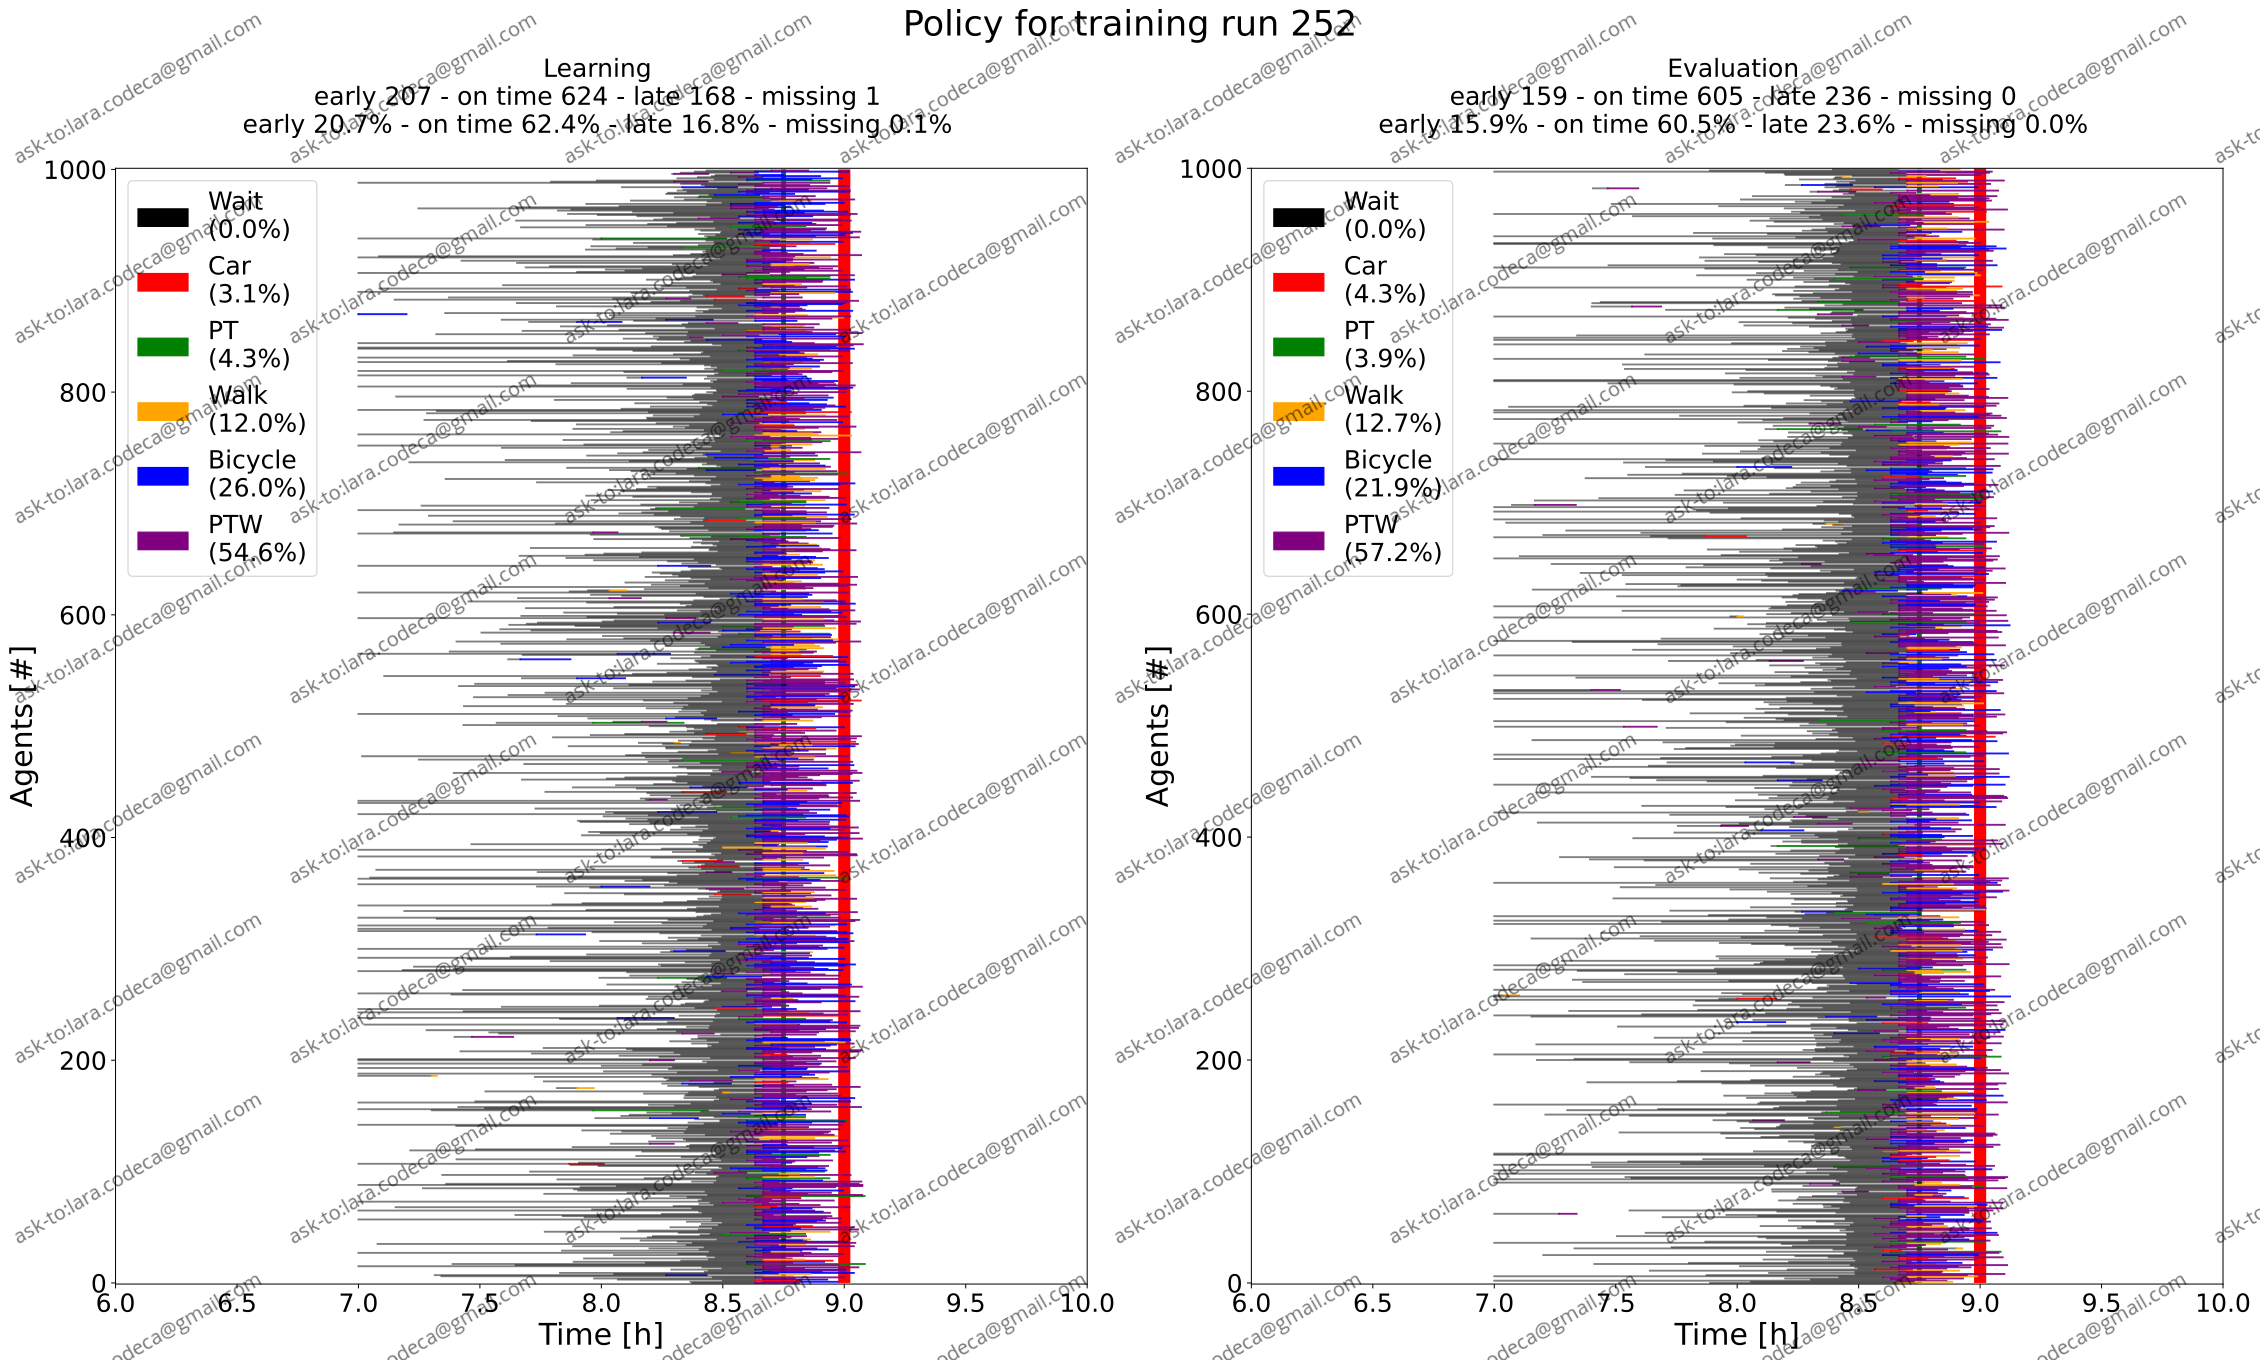 Policy for training run 252
Learning
early 207 - on time 624 - late 168 - missing 1
early 20.7% - on time 62.4% - late 16.8% - missing 0.1%
1000
800
600
400
200
0
Agents [#]
Wait
(0.0%)
Car
(3.1%)
PT
(4.3%)
Walk
(12.0%)
Bicycle
(26.0%)
PTW
(54.6%)
6.0 6.5 7.0 7.5 8.0 8.5 9.0 9.5 10.0
Time [h]
Evaluation
early 159 - on time 605 - late 236 - missing 0
early 15.9% - on time 60.5% - late 23.6% - missing 0.0%
1000
800
600
400
200
0
Agents [#]
Wait
(0.0%)
Car
(4.3%)
PT
(3.9%)
Walk
(12.7%)
Bicycle
(21.9%)
PTW
(57.2%)
6.0 6.5 7.0 7.5 8.0 8.5 9.0 9.5 10.0
Time [h]
ask-to:lara.codeca@gmail.com